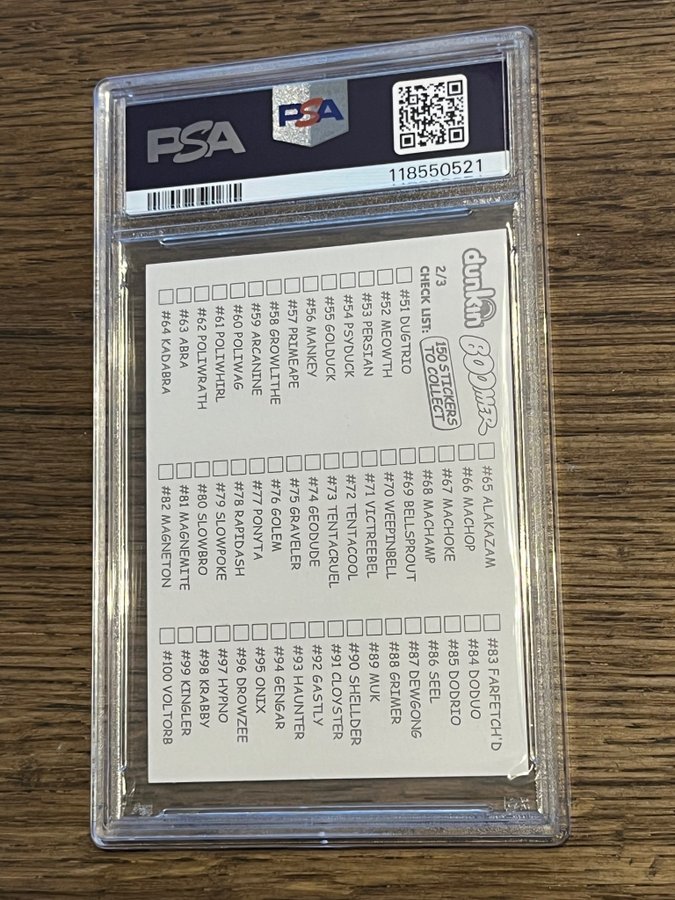 PSA
PSA
118550521
dunkin
BOOMER
2/3
CHECK LIST:
150 STICKERS
TO COLLECT
#51 DUGTRIO
#52 MEOWTH
#53 PERSIAN
#54 PSYDUCK
#55 GOLDUCK
#56 MANKEY
#57 PRIMEAPE
#58 GROWLITHE
#59 ARCANINE
#60 POLIWAG
#61 POLIWHIRL
#62 POLIWRATH
#63 ABRA
#64 KADABRA
#65 ALAKAZAM
#66 MACHOP
#67 MACHOKE
#68 MACHAMP
#69 BELLSPROUT
#70 WEEPINBELL
#71 VICTREEBEL
#72 TENTACOOL
#73 TENTACRUEL
#74 GEODUDE
#75 GRAVELER
#76 GOLEM
#77 PONYTA
#78 RAPIDASH
#79 SLOWPOKE
#80 SLOWBRO
#81 MAGNEMITE
#82 MAGNETON
#83 FARFETCH'D
#84 DODUO
#85 DODRIO
#86 SEEL
#87 DEWGONG
#88 GRIMER
#89 MUK
#90 SHELLDER
#91 CLOYSTER
#92 GASTLY
#93 HAUNTER
#94 GENGAR
#95 ONIX
#96 DROWZEE
#97 HYPNO
#98 KRABBY
#99 KINGLER
#100 VOLTORB